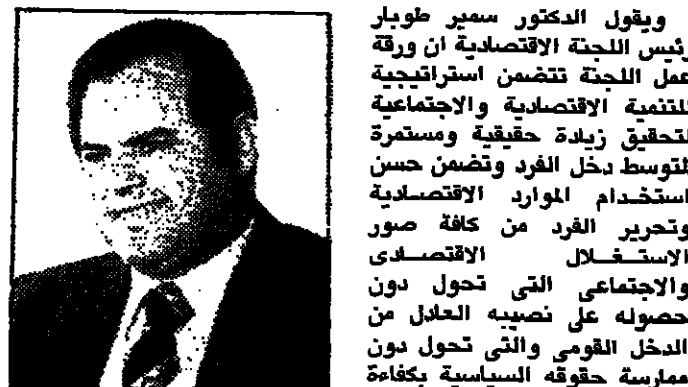 ويقول الدكتور سمير طوبار
رئيس اللجنة الاقتصادية ان ورقة
عمل اللجنة تتضمن استراتيجية
للتنمية الاقتصادية والاجتماعية
لتحقيق زيادة حقيقية ومستمرة
لتوسط دخل الفرد وتضمن حسن
استخدام الموارد الاقتصادية
وتحرير الفرد من كافة صور
الاستغلال الاقتصادى
والاجتماعى التى تحول دون
حصوله على نصيبه العادل من
الدخل القومى والتى تحول دون
ممارسة حقوقه السياسية بكفاءة